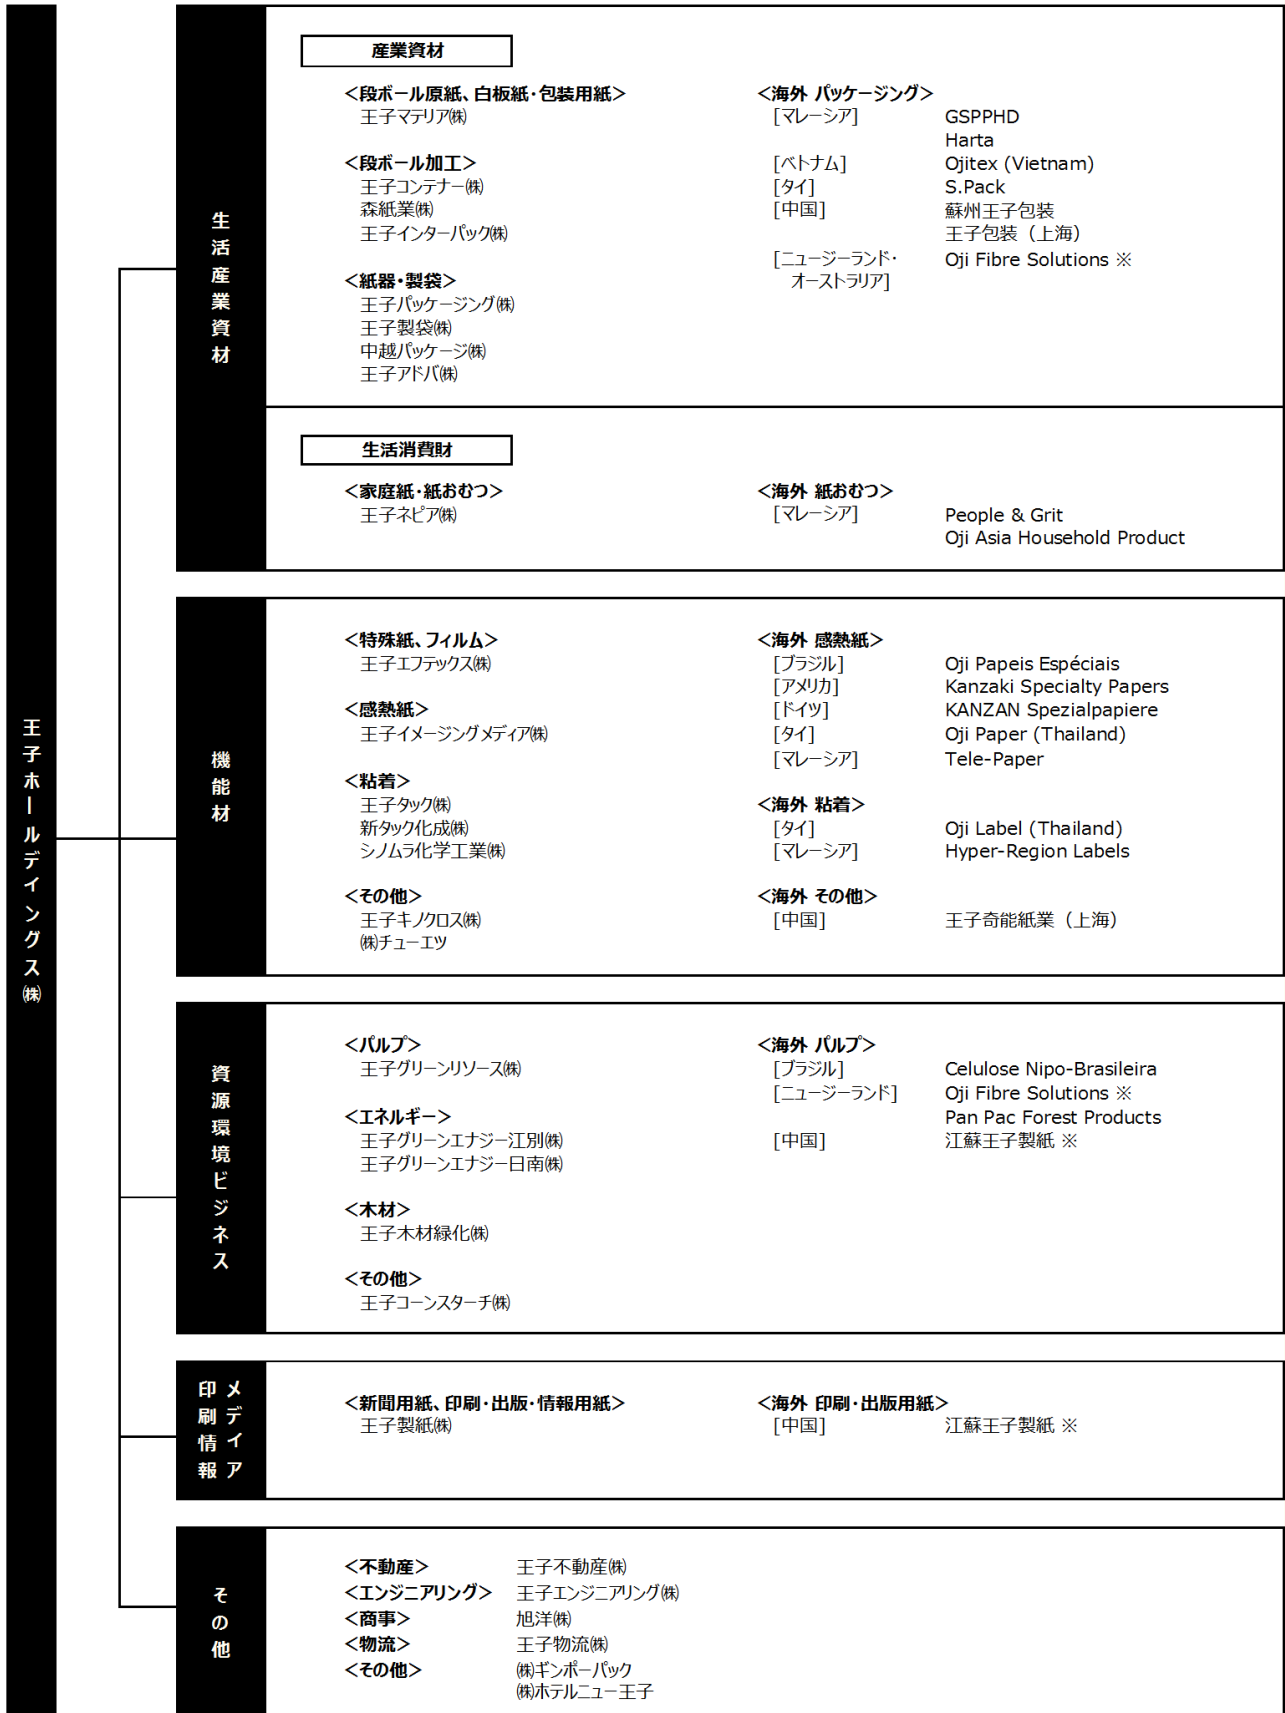 王子ホールディングス㈱
生活産業資材
産業資材
＜段ボール原紙、白板紙・包装用紙＞
王子マテリア㈱
＜段ボール加工＞
王子コンテナー㈱
森紙業㈱
王子インターパック㈱
＜紙器・製袋＞
王子パッケージング㈱
王子製袋㈱
中越パッケージ㈱
王子アドバ㈱
＜海外 パッケージング＞
[マレーシア] GSPPHD
Harta
[ベトナム] Ojitex (Vietnam)
[タイ] S.Pack
[中国] 蘇州王子包装
王子包装（上海）
[ニュージーランド・ Oji Fibre Solutions ※
オーストラリア]
生活消費財
＜家庭紙・紙おむつ＞
王子ネピア㈱
＜海外 紙おむつ＞
[マレーシア] People & Grit
Oji Asia Household Product
機能材
＜特殊紙、フィルム＞
王子エフテックス㈱
＜感熱紙＞
王子イメージングメディア㈱
＜粘着＞
王子タック㈱
新タック化成㈱
シノムラ化学工業㈱
＜その他＞
王子キノクロス㈱
㈱チューエツ
＜海外 感熱紙＞
[ブラジル] Oji Papeis Espéciais
[アメリカ] Kanzaki Specialty Papers
[ドイツ] KANZAN Spezialpapiere
[タイ] Oji Paper (Thailand)
[マレーシア] Tele-Paper
＜海外 粘着＞
[タイ] Oji Label (Thailand)
[マレーシア] Hyper-Region Labels
＜海外 その他＞
[中国] 王子奇能紙業（上海）
資源環境ビジネス
＜パルプ＞
王子グリーンリソース㈱
＜エネルギー＞
王子グリーンエナジー江別㈱
王子グリーンエナジー日南㈱
＜木材＞
王子木材緑化㈱
＜その他＞
王子コーンスターチ㈱
＜海外 パルプ＞
[ブラジル] Celulose Nipo-Brasileira
[ニュージーランド] Oji Fibre Solutions ※
Pan Pac Forest Products
[中国] 江蘇王子製紙 ※
印刷情報
メディア
＜新聞用紙、印刷・出版・情報用紙＞
王子製紙㈱
＜海外 印刷・出版用紙＞
[中国] 江蘇王子製紙 ※
その他
＜不動産＞ 王子不動産㈱
＜エンジニアリング＞ 王子エンジニアリング㈱
＜商事＞ 旭洋㈱
＜物流＞ 王子物流㈱
＜その他＞ ㈱ギンポーパック
㈱ホテルニュー王子